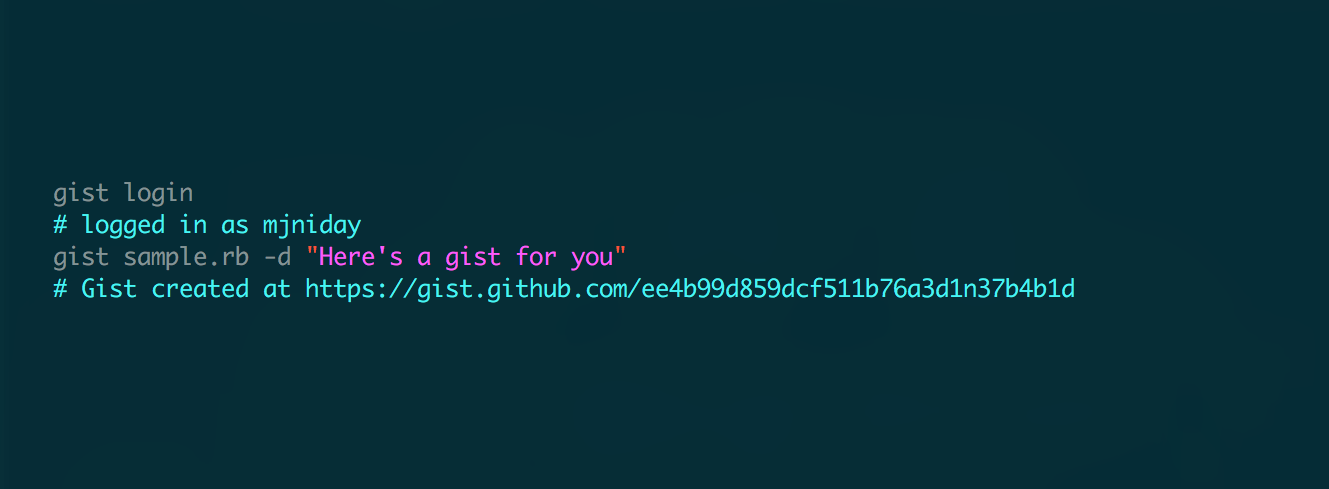 gist login
# logged in as mjniday
gist sample.rb -d "Here's a gist for you"
# Gist created at https://gist.github.com/ee4b99d859dcf511b76a3d1n37b4b1d